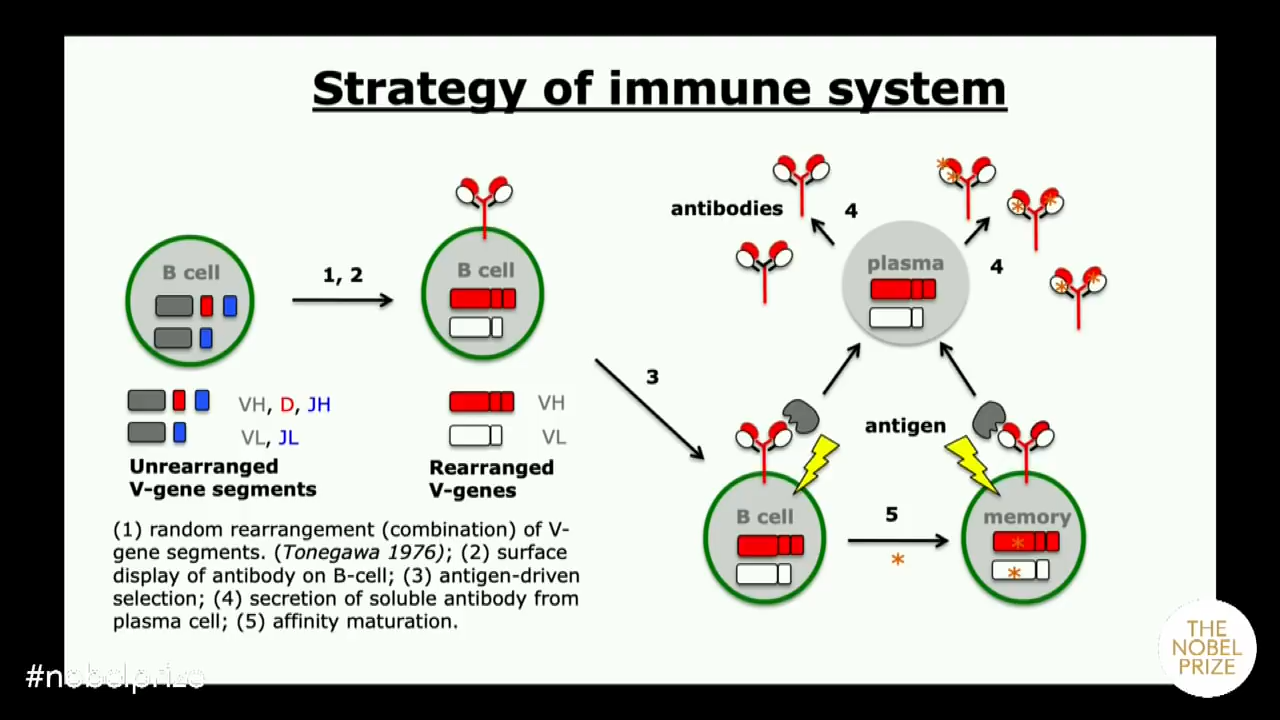 Strategy of immune system
antibodies
4
B cell
1, 2
B cell
plasma
4
3
VH, D, JH
VL, JL
VH
VL
antigen
Unrearranged
V-gene segments
Rearranged
V-genes
B cell
5
*
memory
(1) random rearrangement (combination) of V-
gene segments. (Tonegawa 1976); (2) surface
display of antibody on B-cell; (3) antigen-driven
selection; (4) secretion of soluble antibody from
plasma cell; (5) affinity maturation.
THE
NOBEL
PRIZE
#nobelprize